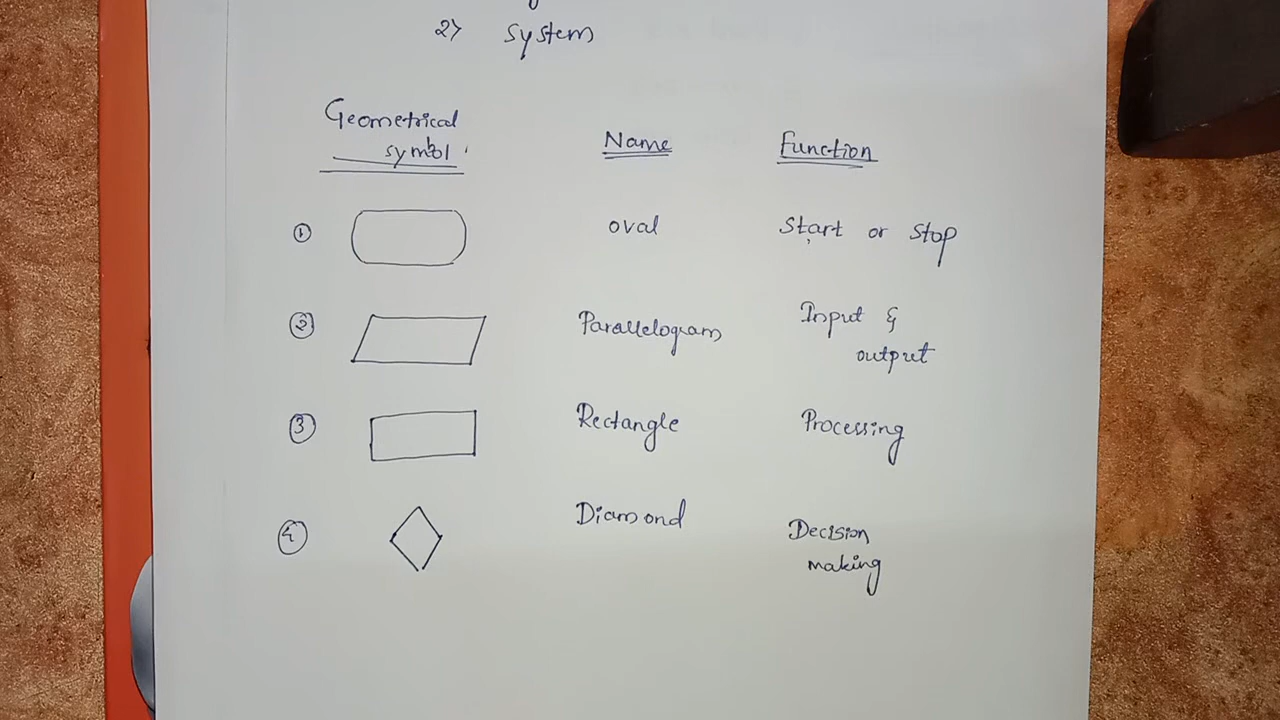 2) system
Geometrical
symbol
Name
Function
1
oval
Start or stop
2
Parallelogram
Input &
output
3
Rectangle
Processing
4
Diamond
Decision
making